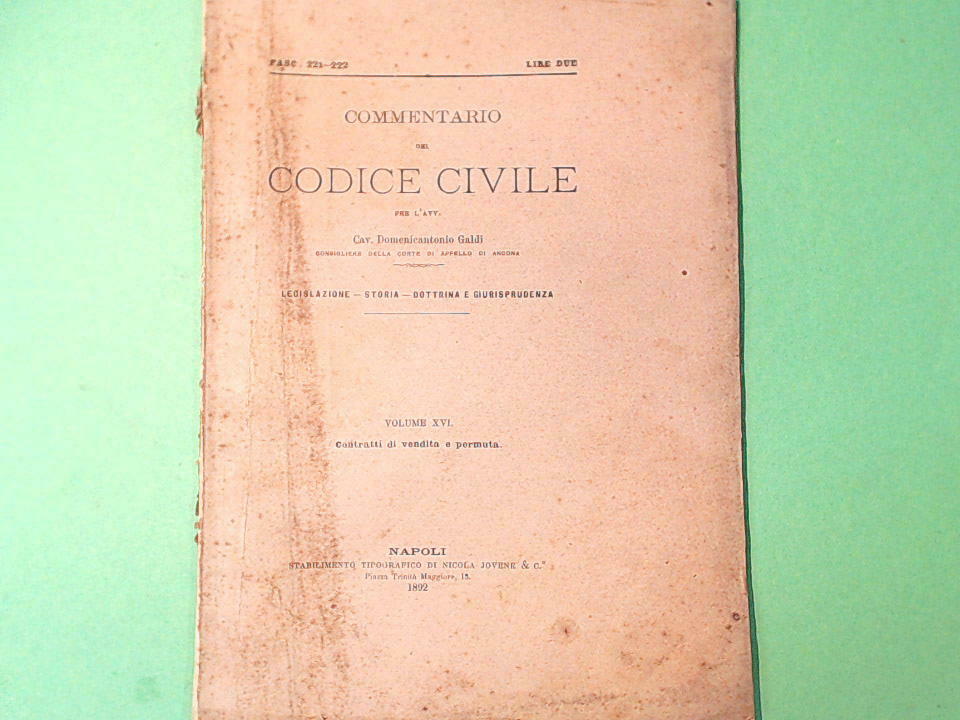 FASC. 221-222 LIRE DUE
COMMENTARIO
DEL
CODICE CIVILE
PER L'AVV.
Cav. Domenicantonio Galdi
CONSIGLIERE DELLA CORTE DI APPELLO DI ANCONA
LEGISLAZIONE — STORIA — DOTTRINA E GIURISPRUDENZA
VOLUME XVI.
Contratti di vendita e permuta.
NAPOLI
STABILIMENTO TIPOGRAFICO DI NICOLA JOVENE & C.°
Piazza Trinità Maggiore, 13.
1892